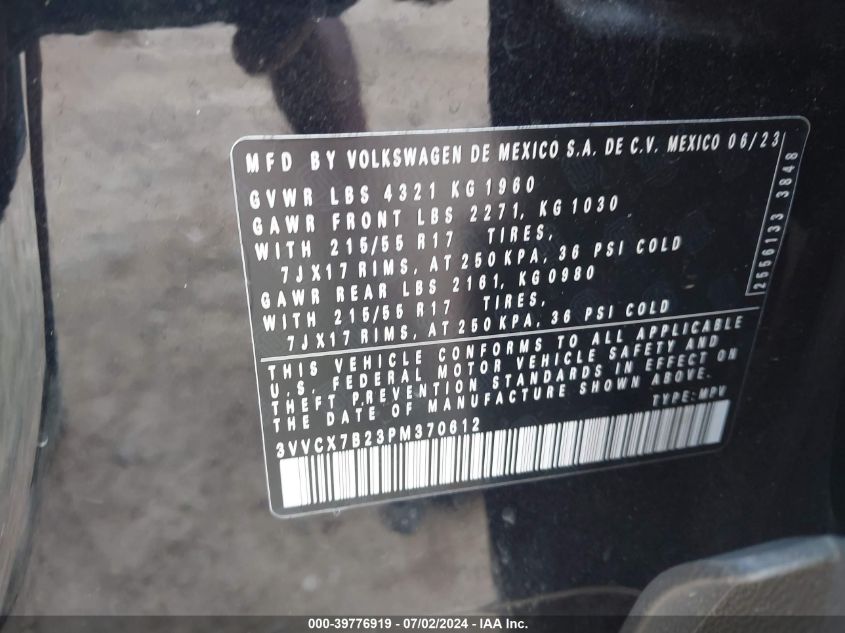 MFD BY VOLKSWAGEN DE MEXICO S.A. DE C.V. MEXICO 06/23
GVWR LBS 4321 KG 1960
GAWR FRONT LBS 2271, KG 1030
WITH 215/55 R17 TIRES,
7JX17 RIMS, AT 250 KPA, 36 PSI COLD
GAWR REAR LBS 2161, KG 0980
WITH 215/55 R17 TIRES,
7JX17 RIMS, AT 250 KPA, 36 PSI COLD
2556133 3848
THIS VEHICLE CONFORMS TO ALL APPLICABLE
U.S. FEDERAL MOTOR VEHICLE SAFETY AND
THEFT PREVENTION STANDARDS IN EFFECT ON
THE DATE OF MANUFACTURE SHOWN ABOVE.
3VVCX7B23PM370612 TYPE: MPV
000-39776919 / 07/02/2024 - © IAA Inc.